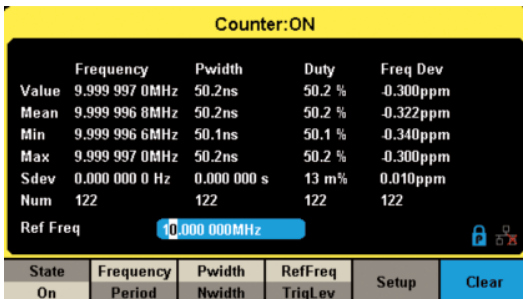 Counter:ON
Frequency Pwidth Duty Freq Dev
Value 9.999 997 0MHz 50.2ns 50.2 % -0.300ppm
Mean 9.999 996 8MHz 50.2ns 50.2 % -0.322ppm
Min 9.999 996 6MHz 50.1ns 50.1 % -0.340ppm
Max 9.999 997 0MHz 50.2ns 50.2 % -0.300ppm
Sdev 0.000 000 0 Hz 0.000 000 s 13 m% 0.010ppm
Num 122 122 122 122
Ref Freq 10.000 000MHz
State Frequency Pwidth RefFreq Setup Clear
On Period Nwidth TrigLev